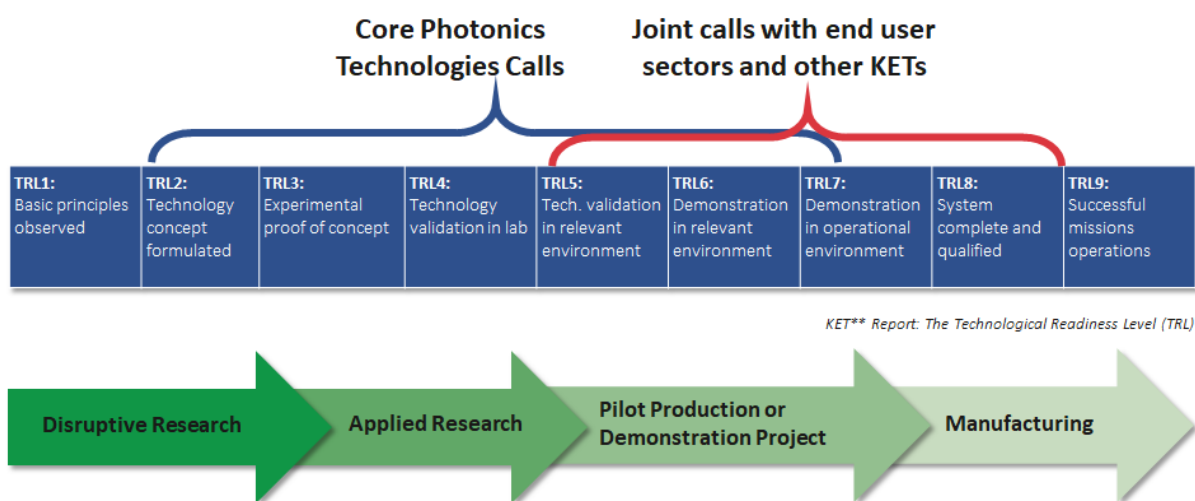 Core Photonics
Technologies Calls
Joint calls with end user
sectors and other KETs
TRL1:
Basic principles
observed
TRL2:
Technology
concept
formulated
TRL3:
Experimental
proof of concept
TRL4:
Technology
validation in lab
TRL5:
Tech. validation
in relevant
environment
TRL6:
Demonstration
in relevant
environment
TRL7:
Demonstration
in operational
environment
TRL8:
System
complete and
qualified
TRL9:
Successful
missions
operations
KET** Report: The Technological Readiness Level (TRL)
Disruptive Research
Applied Research
Pilot Production or
Demonstration Project
Manufacturing